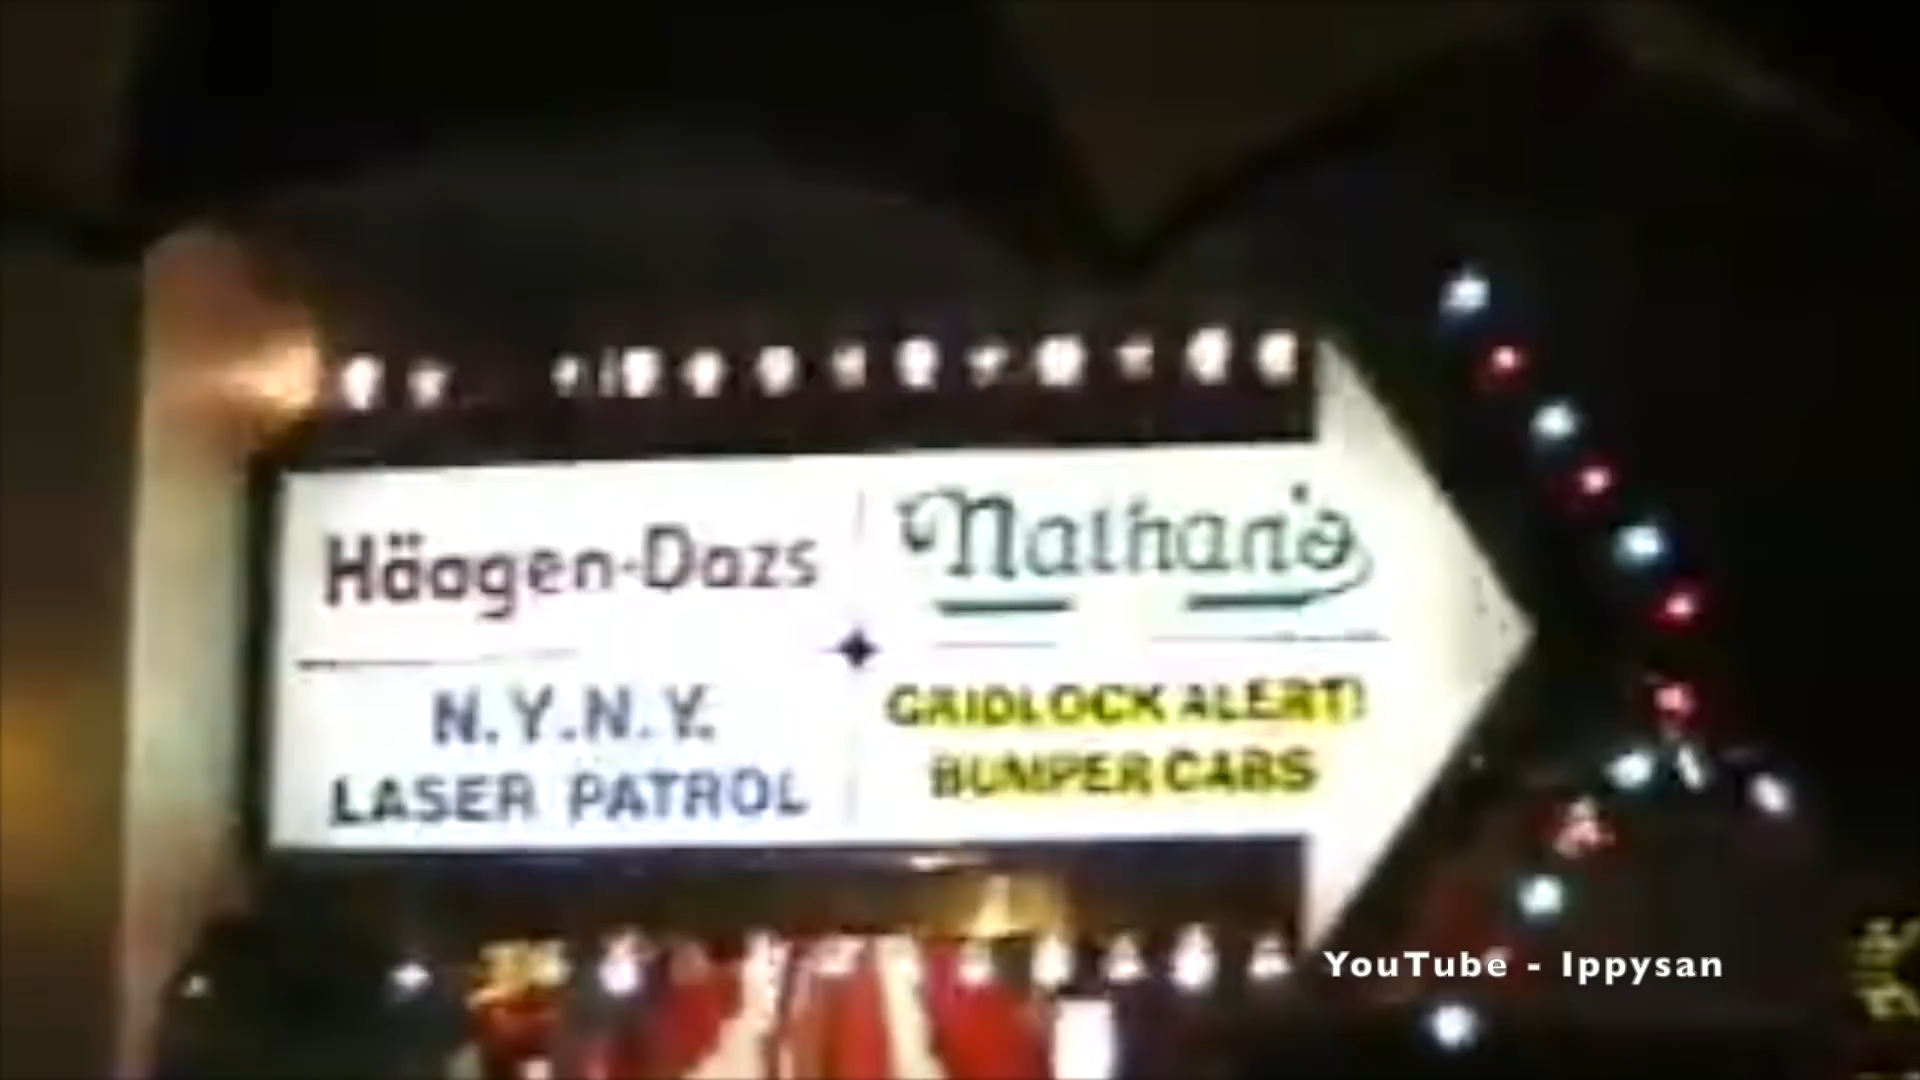 Häagen-Dazs
Nathan's
N.Y.N.Y.
LASER PATROL
GRIDLOCK ALERT!
BUMPER CARS
YouTube - Ippysan